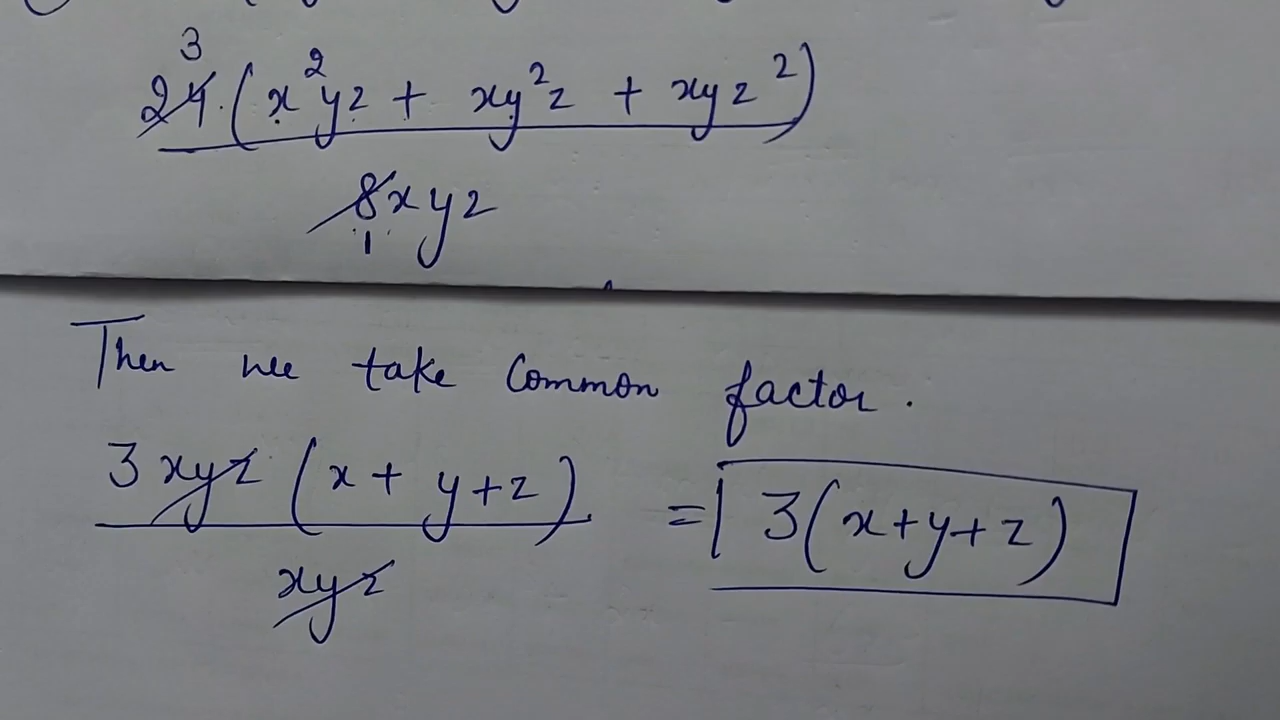 3
24.(x²yz + xy²z + xyz²)
8xyz
1
Then we take Common factor.
3xyz (x + y+z) = 3(x+y+z)
xyz